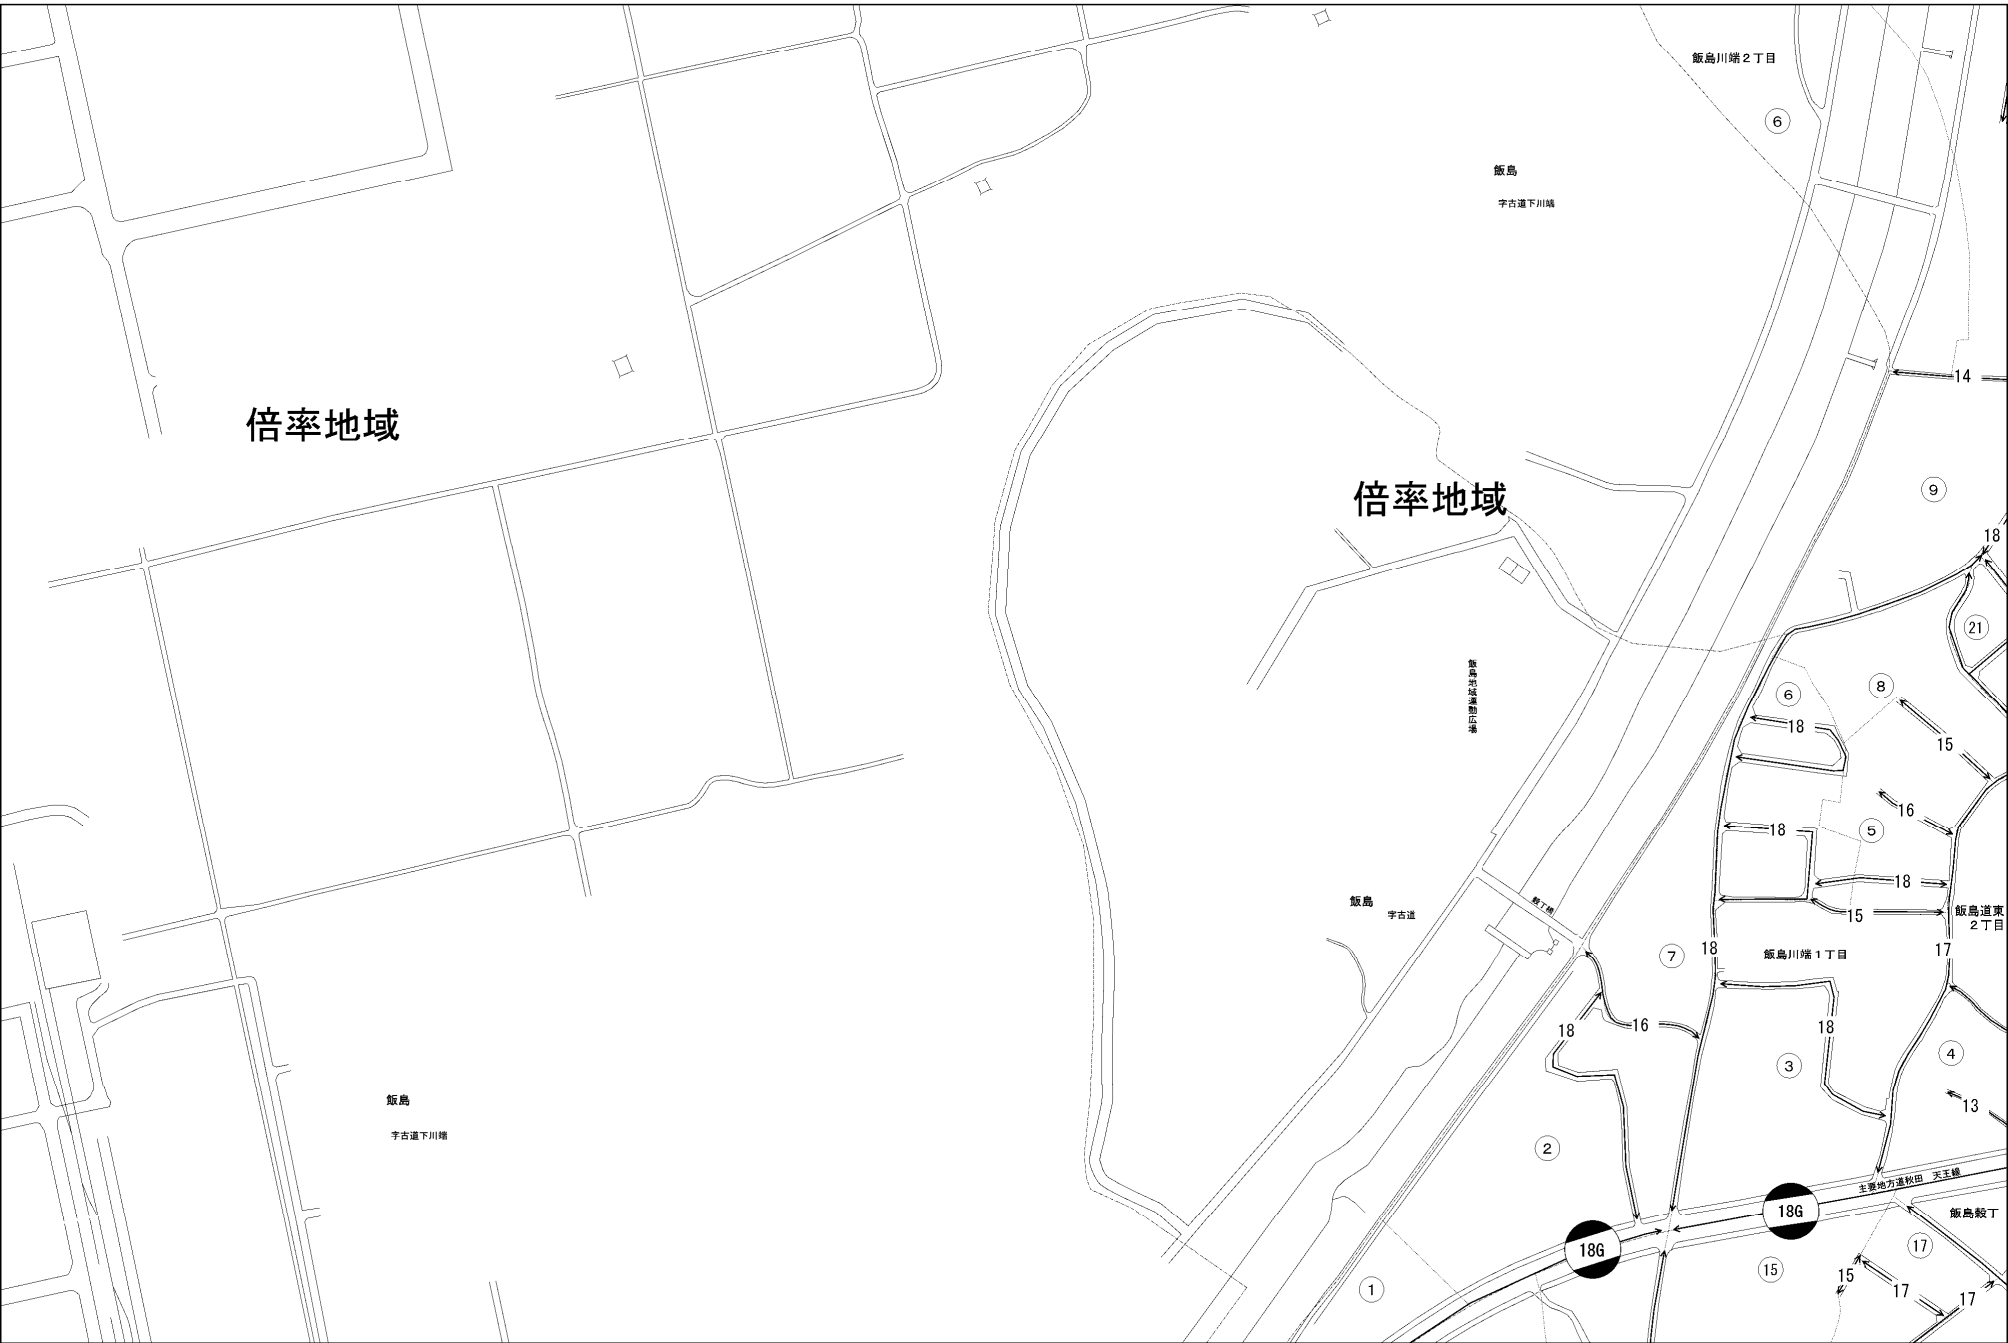 飯島川端２丁目
6
飯島
字古道下川端
14
倍率地域
倍率地域
9
18
21
飯島地域運動広場
6
8
18
15
16
18
5
18
15
飯島
字古道
穀丁橋
飯島道東
２丁目
7
18
飯島川端１丁目
17
18
16
18
3
4
飯島
13
字古道下川端
2
主要地方道秋田　天王線
18G
飯島穀丁
18G
17
15
15
17
17
1